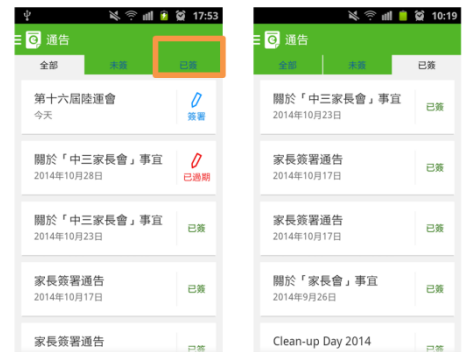 17:53
通告
全部
未簽
已簽
第十六屆陸運會
今天
簽署
關於「中三家長會」事宜
2014年10月28日
已過期
關於「中三家長會」事宜
2014年10月23日
已簽
家長簽署通告
2014年10月17日
已簽
家長簽署通告
已簽
10:19
通告
全部
未簽
已簽
關於「中三家長會」事宜
2014年10月23日
已簽
家長簽署通告
2014年10月17日
已簽
家長簽署通告
2014年10月17日
已簽
關於「家長會」事宜
2014年9月26日
已簽
Clean-up Day 2014
已簽